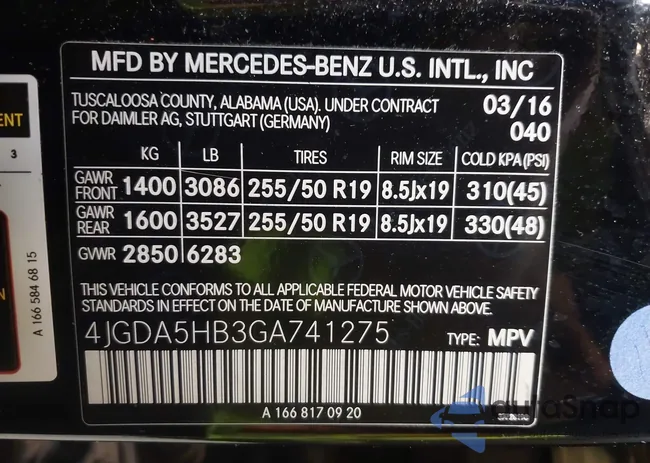 MFD BY MERCEDES-BENZ U.S. INTL., INC
TUSCALOOSA COUNTY, ALABAMA (USA). UNDER CONTRACT
FOR DAIMLER AG, STUTTGART (GERMANY)
03/16
040
KG LB TIRES RIM SIZE COLD KPA(PSI)
GAWR FRONT 1400 3086 255/50 R19 8.5Jx19 310(45)
GAWR REAR 1600 3527 255/50 R19 8.5Jx19 330(48)
GVWR 2850 6283
THIS VEHICLE CONFORMS TO ALL APPLICABLE FEDERAL MOTOR VEHICLE SAFETY
STANDARDS IN EFFECT ON THE DATE OF MANUFACTURE SHOWN ABOVE.
4JGDA5HB3GA741275 TYPE: MPV
A 166 817 09 20
ENT
3
N
A 166 584 68 15
autoSnap